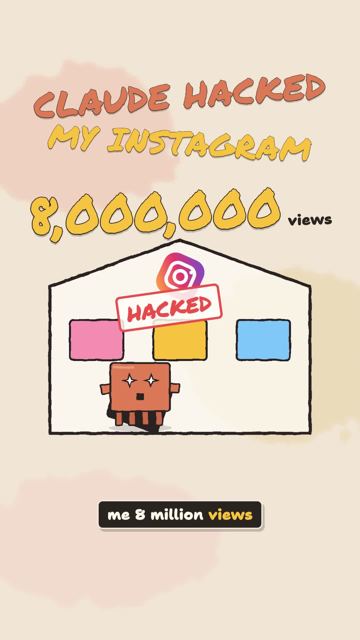 CLAUDE HACKED
MY INSTAGRAM
8,000,000 views
HACKED
me 8 million views